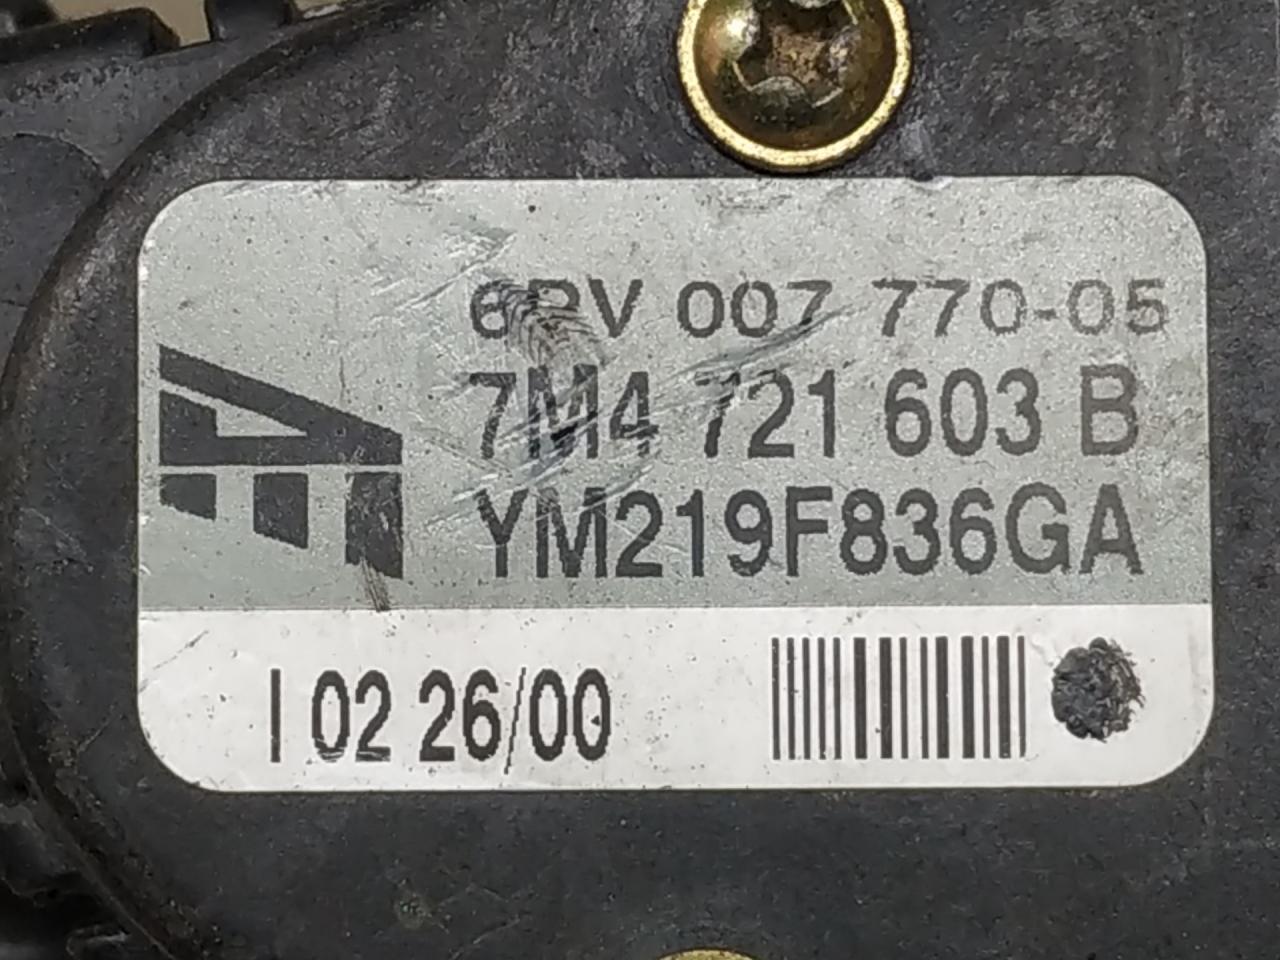 6PV 007 770-05
7M4 721 603 B
YM219F836GA
I 02 26/00